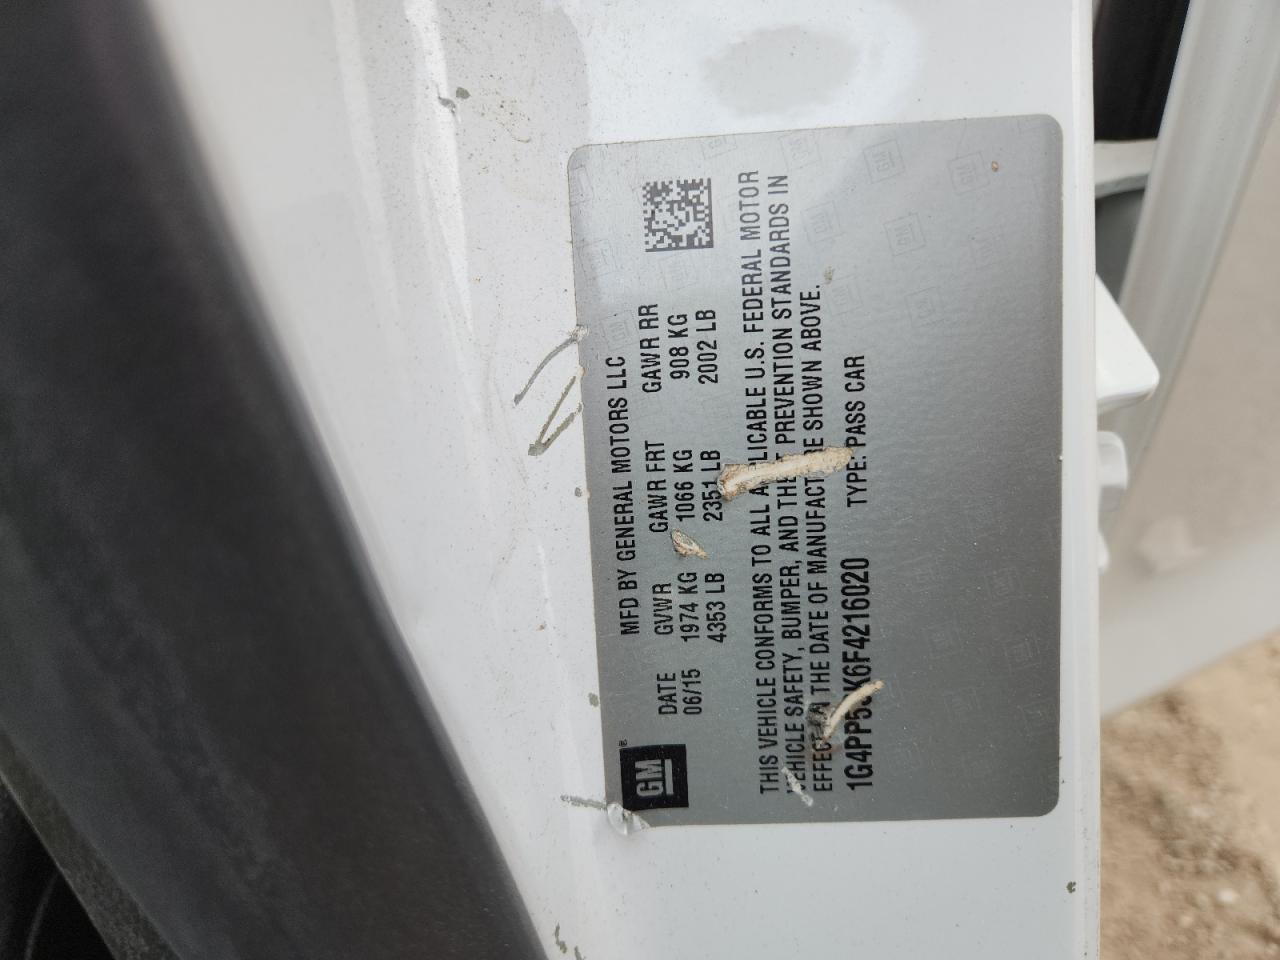 GM®
MFD BY GENERAL MOTORS LLC
DATE GVWR GAWR FRT GAWR RR
06/15 1974 KG 1066 KG 908 KG
4353 LB 2351 LB 2002 LB
THIS VEHICLE CONFORMS TO ALL APPLICABLE U.S. FEDERAL MOTOR
VEHICLE SAFETY, BUMPER, AND THEFT PREVENTION STANDARDS IN
EFFECT ON THE DATE OF MANUFACTURE SHOWN ABOVE.
TYPE: PASS CAR